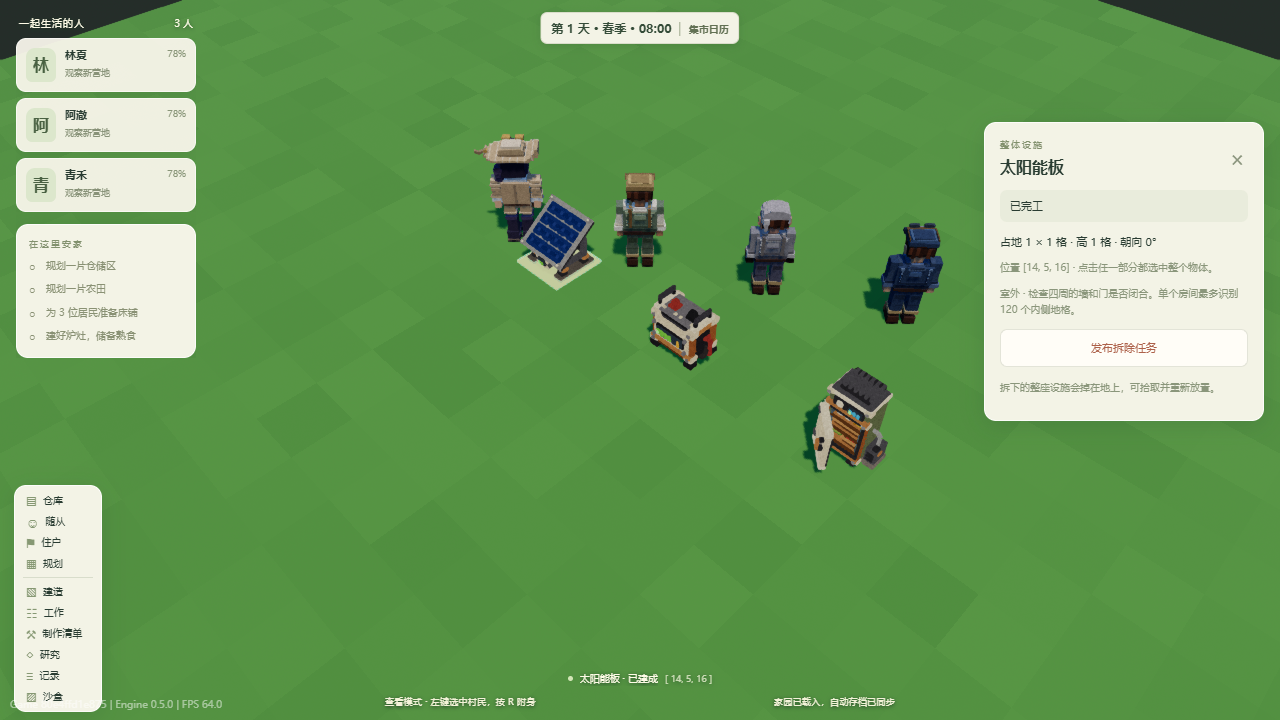 一起生活的人 3 人
林 林夏 78%
观察新营地
阿 阿澈 78%
观察新营地
青 青禾 78%
观察新营地
在这里安家
规划一片仓储区
规划一片农田
为 3 位居民准备床铺
建好炉灶，储备熟食
第 1 天 • 春季 • 08:00 | 集市日历
整体设施
太阳能板
已完工
占地 1 × 1 格 · 高 1 格 · 朝向 0°
位置 [14, 5, 16] · 点击任一部分都选中整个物体。
室外 · 检查四周的墙和门是否闭合。单个房间最多识别
120 个内侧地格。
发布拆除任务
拆下的整座设施会掉在地上，可拾取并重新放置。
仓库
随从
住户
规划
建造
工作
制作清单
研究
记录
沙盒
| Engine 0.5.0 | FPS 64.0
太阳能板 · 已建成 [ 14, 5, 16 ]
查看模式 · 左键选中村民，按 R 附身
家园已载入，自动存档已同步